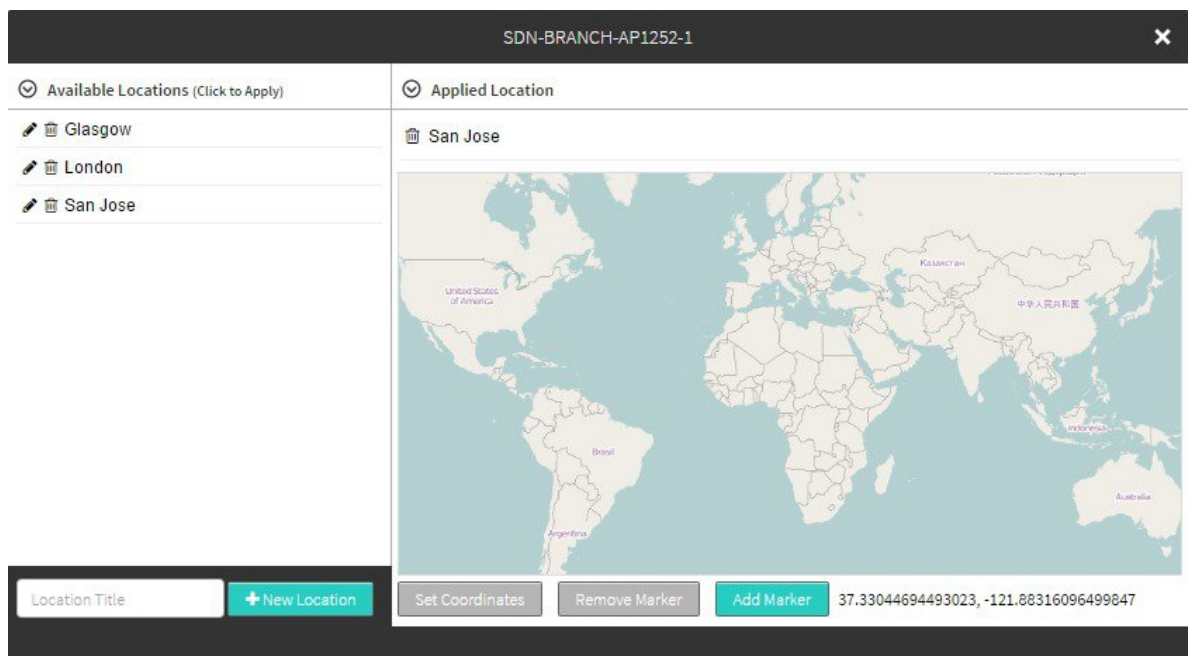 SDN-BRANCH-AP1252-1
Available Locations (Click to Apply)
Glasgow
London
San Jose
Location Title
New Location
Applied Location
San Jose
Казахстан
United States
of America
中华人民共和国
Indonesia
Brasil
Australia
Argentina
Set Coordinates
Remove Marker
Add Marker
37.33044694493023, -121.88316096499847